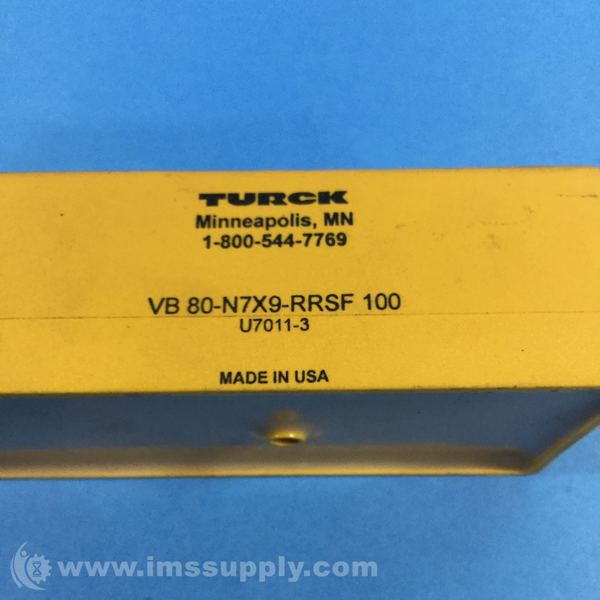 TURCK
Minneapolis, MN
1-800-544-7769
VB 80-N7X9-RRSF 100
U7011-3
MADE IN USA
IMS
www.imssupply.com